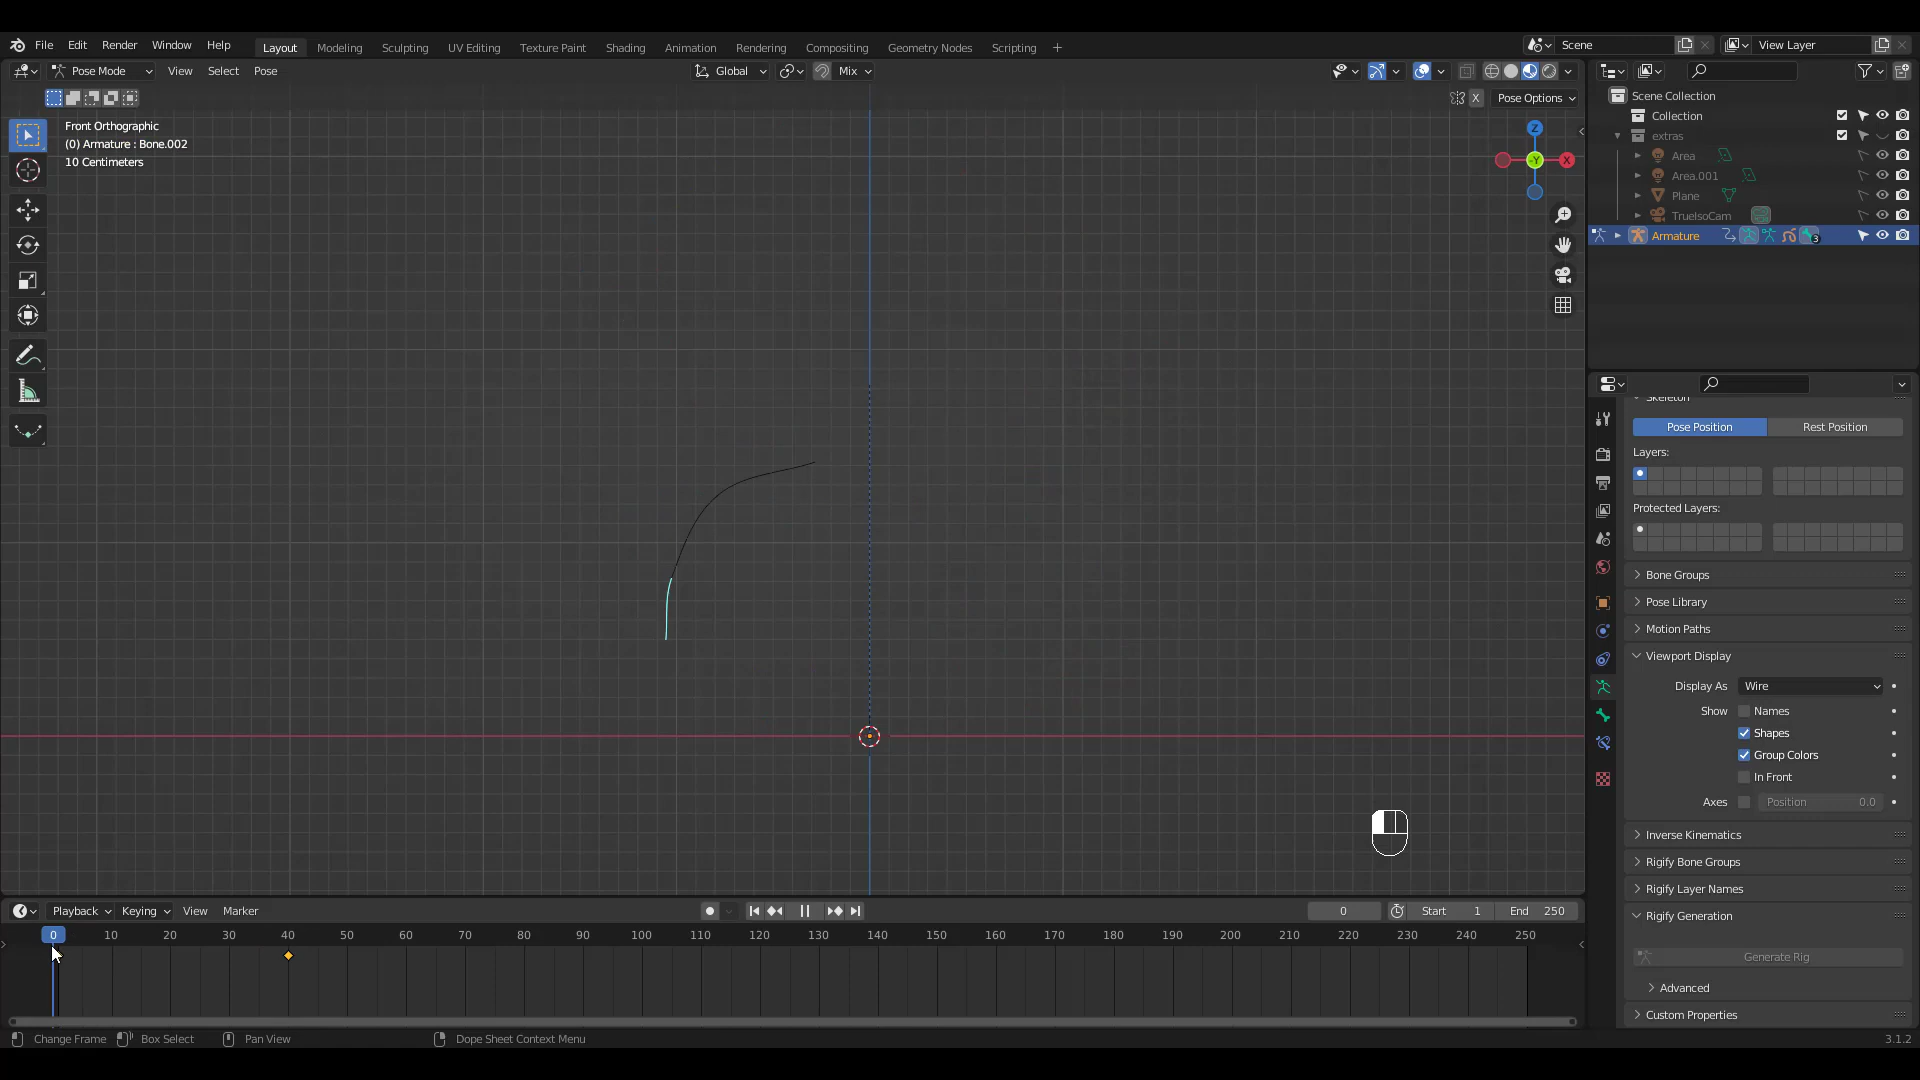 File Edit Render Window Help Layout Modeling Sculpting UV Editing Texture Paint Shading Animation Rendering Compositing Geometry Nodes Scripting + Scene View Layer
Pose Mode View Select Pose Global Mix
X Pose Options
Front Orthographic
(0) Armature : Bone.002
10 Centimeters
Z
-Y
X
Scene Collection
Collection
extras
Area
Area.001
Plane
TrueIsoCam
Armature 3
Skeleton
Pose Position Rest Position
Layers:
Protected Layers:
Bone Groups
Pose Library
Motion Paths
Viewport Display
Display As Wire
Show Names
Shapes
Group Colors
In Front
Axes Position 0.0
Inverse Kinematics
Rigify Bone Groups
Rigify Layer Names
Rigify Generation
Generate Rig
Advanced
Custom Properties
Playback Keying View Marker 0 Start 1 End 250
0 10 20 30 40 50 60 70 80 90 100 110 120 130 140 150 160 170 180 190 200 210 220 230 240 250
Change Frame Box Select Pan View Dope Sheet Context Menu 3.1.2